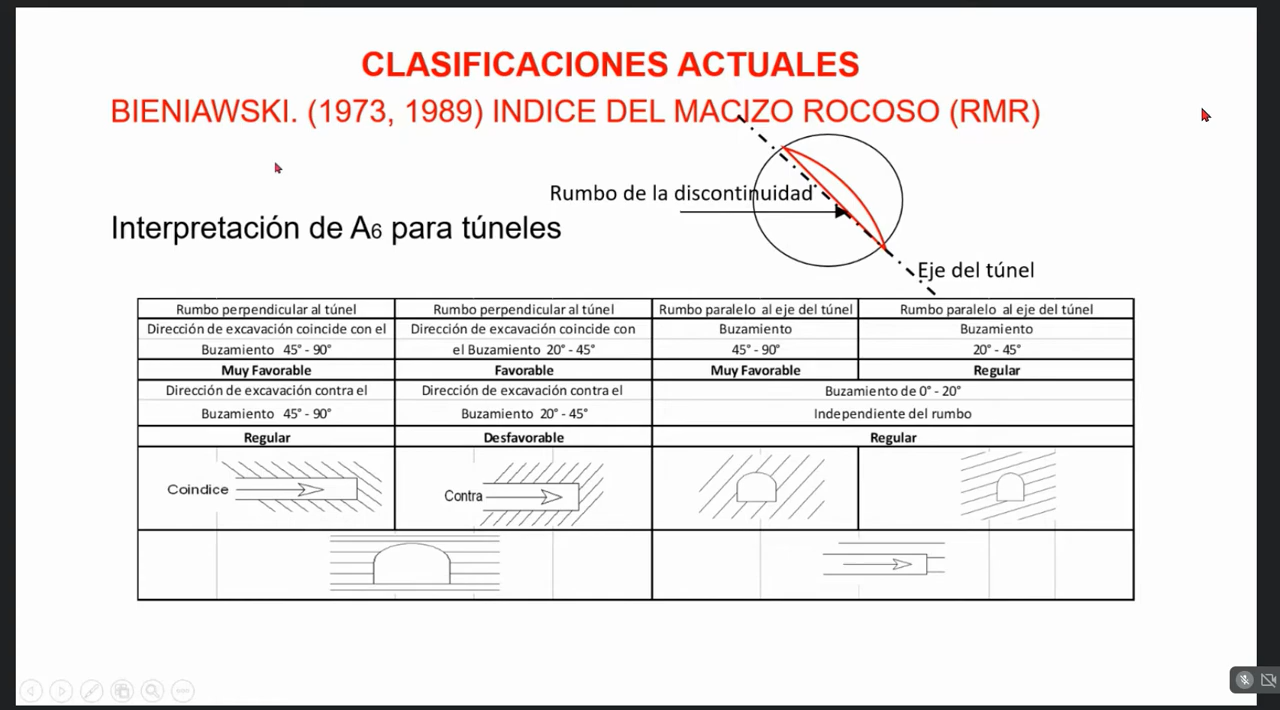 CLASIFICACIONES ACTUALES
BIENIAWSKI. (1973, 1989) INDICE DEL MACIZO ROCOSO (RMR)
Rumbo de la discontinuidad
Interpretación de A6 para túneles
Eje del túnel
Rumbo perpendicular al túnel
Rumbo perpendicular al túnel
Rumbo paralelo al eje del túnel
Rumbo paralelo al eje del túnel
Dirección de excavación coincide con el
Buzamiento 45° - 90°
Dirección de excavación coincide con
el Buzamiento 20° - 45°
Buzamiento
45° - 90°
Buzamiento
20° - 45°
Muy Favorable
Favorable
Muy Favorable
Regular
Dirección de excavación contra el
Buzamiento 45° - 90°
Dirección de excavación contra el
Buzamiento 20° - 45°
Buzamiento de 0° - 20°
Independiente del rumbo
Regular
Desfavorable
Regular
Coindice
Contra